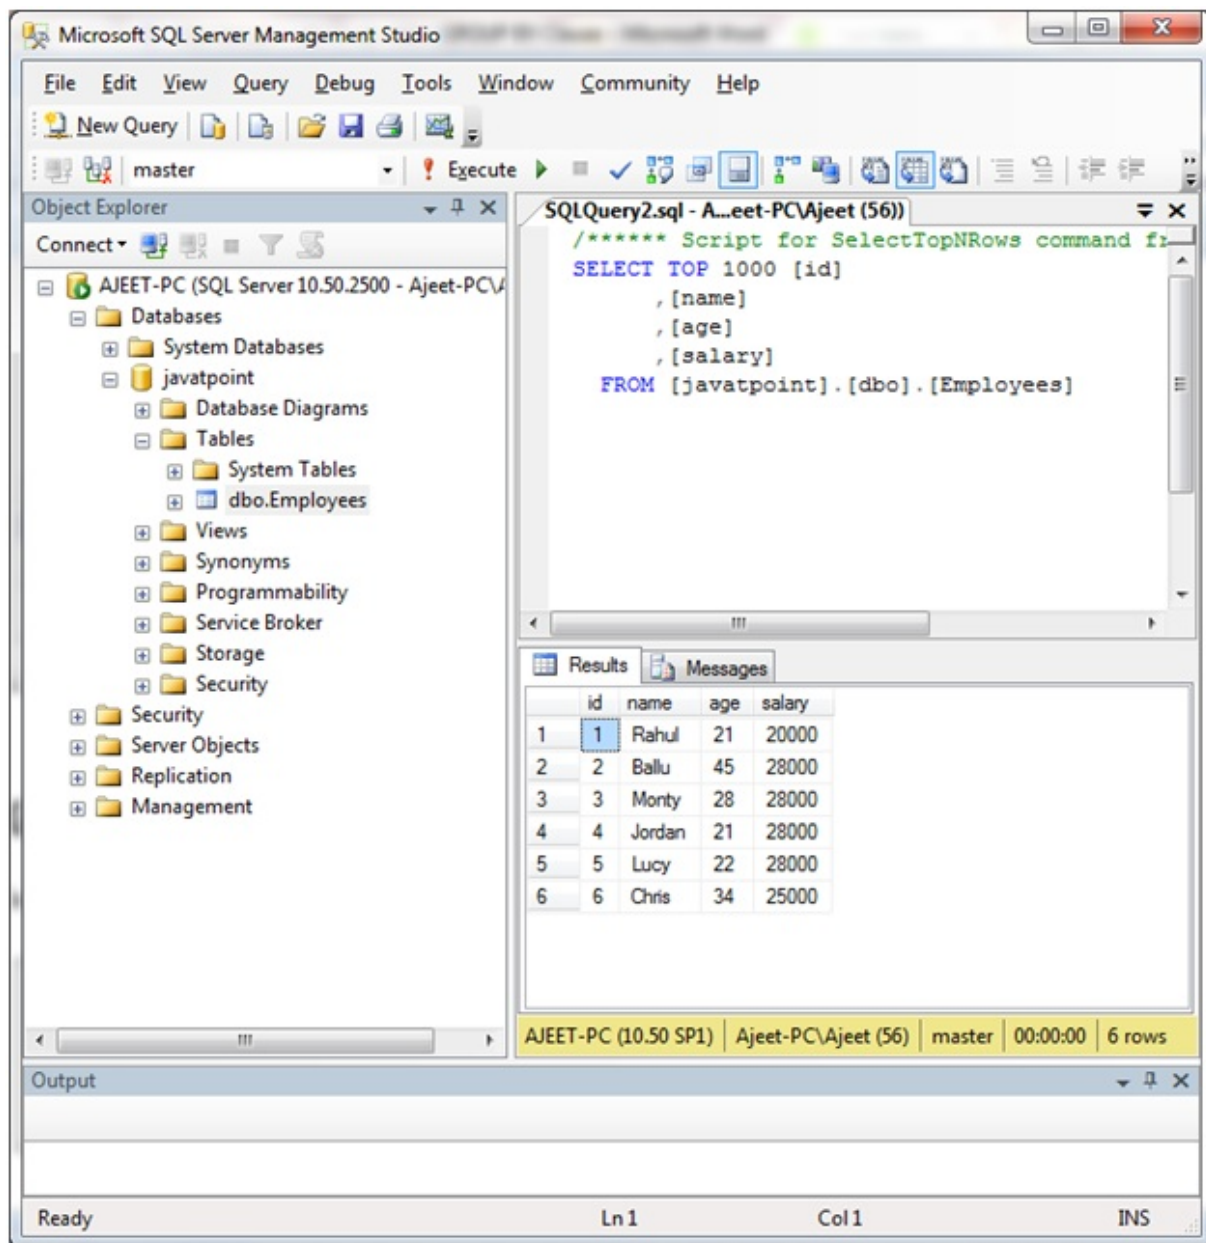 Microsoft SQL Server Management Studio
File Edit View Query Debug Tools Window Community Help
New Query
master Execute
Object Explorer
Connect
AJEET-PC (SQL Server 10.50.2500 - Ajeet-PC\A
Databases
System Databases
javatpoint
Database Diagrams
Tables
System Tables
dbo.Employees
Views
Synonyms
Programmability
Service Broker
Storage
Security
Security
Server Objects
Replication
Management
SQLQuery2.sql - A...eet-PC\Ajeet (56))
/****** Script for SelectTopNRows command fr
SELECT TOP 1000 [id]
,[name]
,[age]
,[salary]
FROM [javatpoint].[dbo].[Employees]
Results Messages
id name age salary
1 1 Rahul 21 20000
2 2 Ballu 45 28000
3 3 Monty 28 28000
4 4 Jordan 21 28000
5 5 Lucy 22 28000
6 6 Chris 34 25000
AJEET-PC (10.50 SP1) Ajeet-PC\Ajeet (56) master 00:00:00 6 rows
Output
Ready Ln 1 Col 1 INS